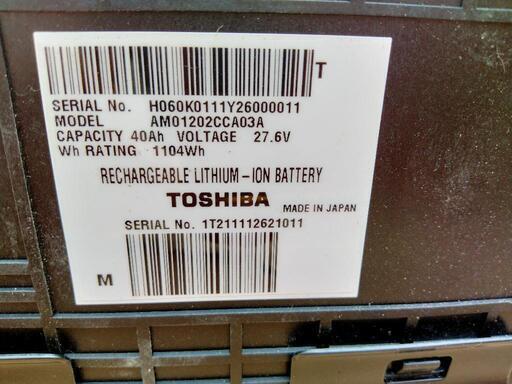 T
SERIAL No. H060K0111Y26000011
MODEL AM01202CCA03A
CAPACITY 40Ah VOLTAGE 27.6V
Wh RATING 1104Wh
RECHARGEABLE LITHIUM-ION BATTERY
TOSHIBA MADE IN JAPAN
SERIAL No. 1T211112621011
M